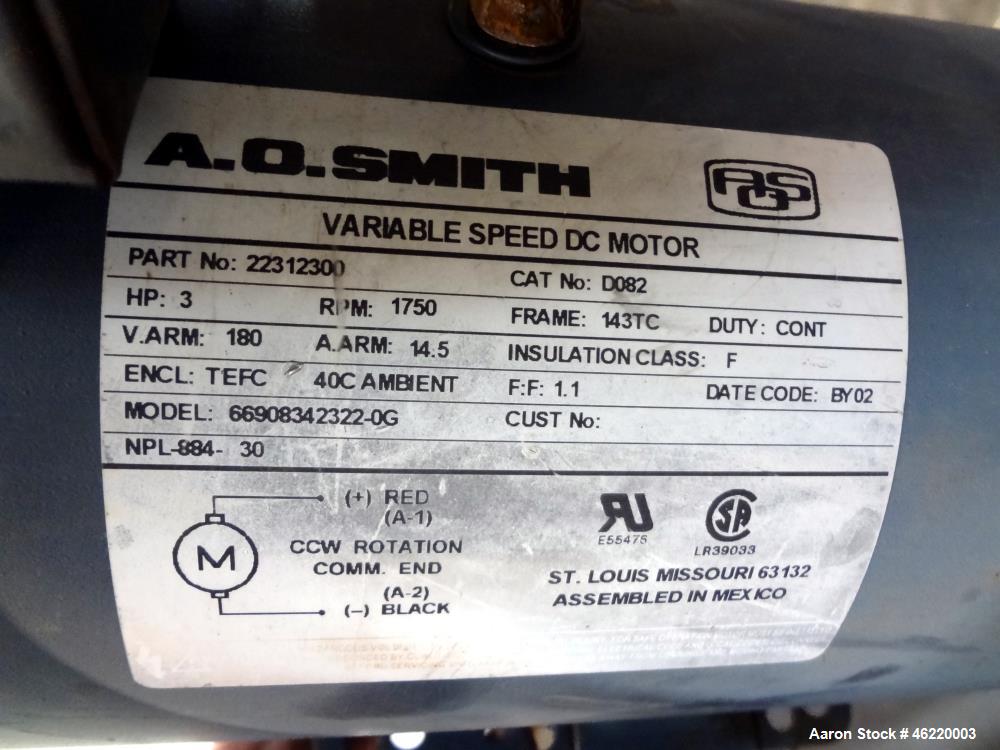 A.O.SMITH
AOS
VARIABLE SPEED DC MOTOR
PART No: 22312300 CAT No: D082
HP: 3 RPM: 1750 FRAME: 143TC DUTY: CONT
V.ARM: 180 A.ARM: 14.5 INSULATION CLASS: F
ENCL: TEFC 40C AMBIENT F:F: 1.1 DATE CODE: BY02
MODEL: 66908342322-0G CUST No:
NPL-884- 30
(+) RED
(A-1)
M
CCW ROTATION
COMM. END
(A-2)
(-) BLACK
RU
E55475
SA
LR39033
ST. LOUIS MISSOURI 63132
ASSEMBLED IN MEXICO
Aaron Stock # 46220003